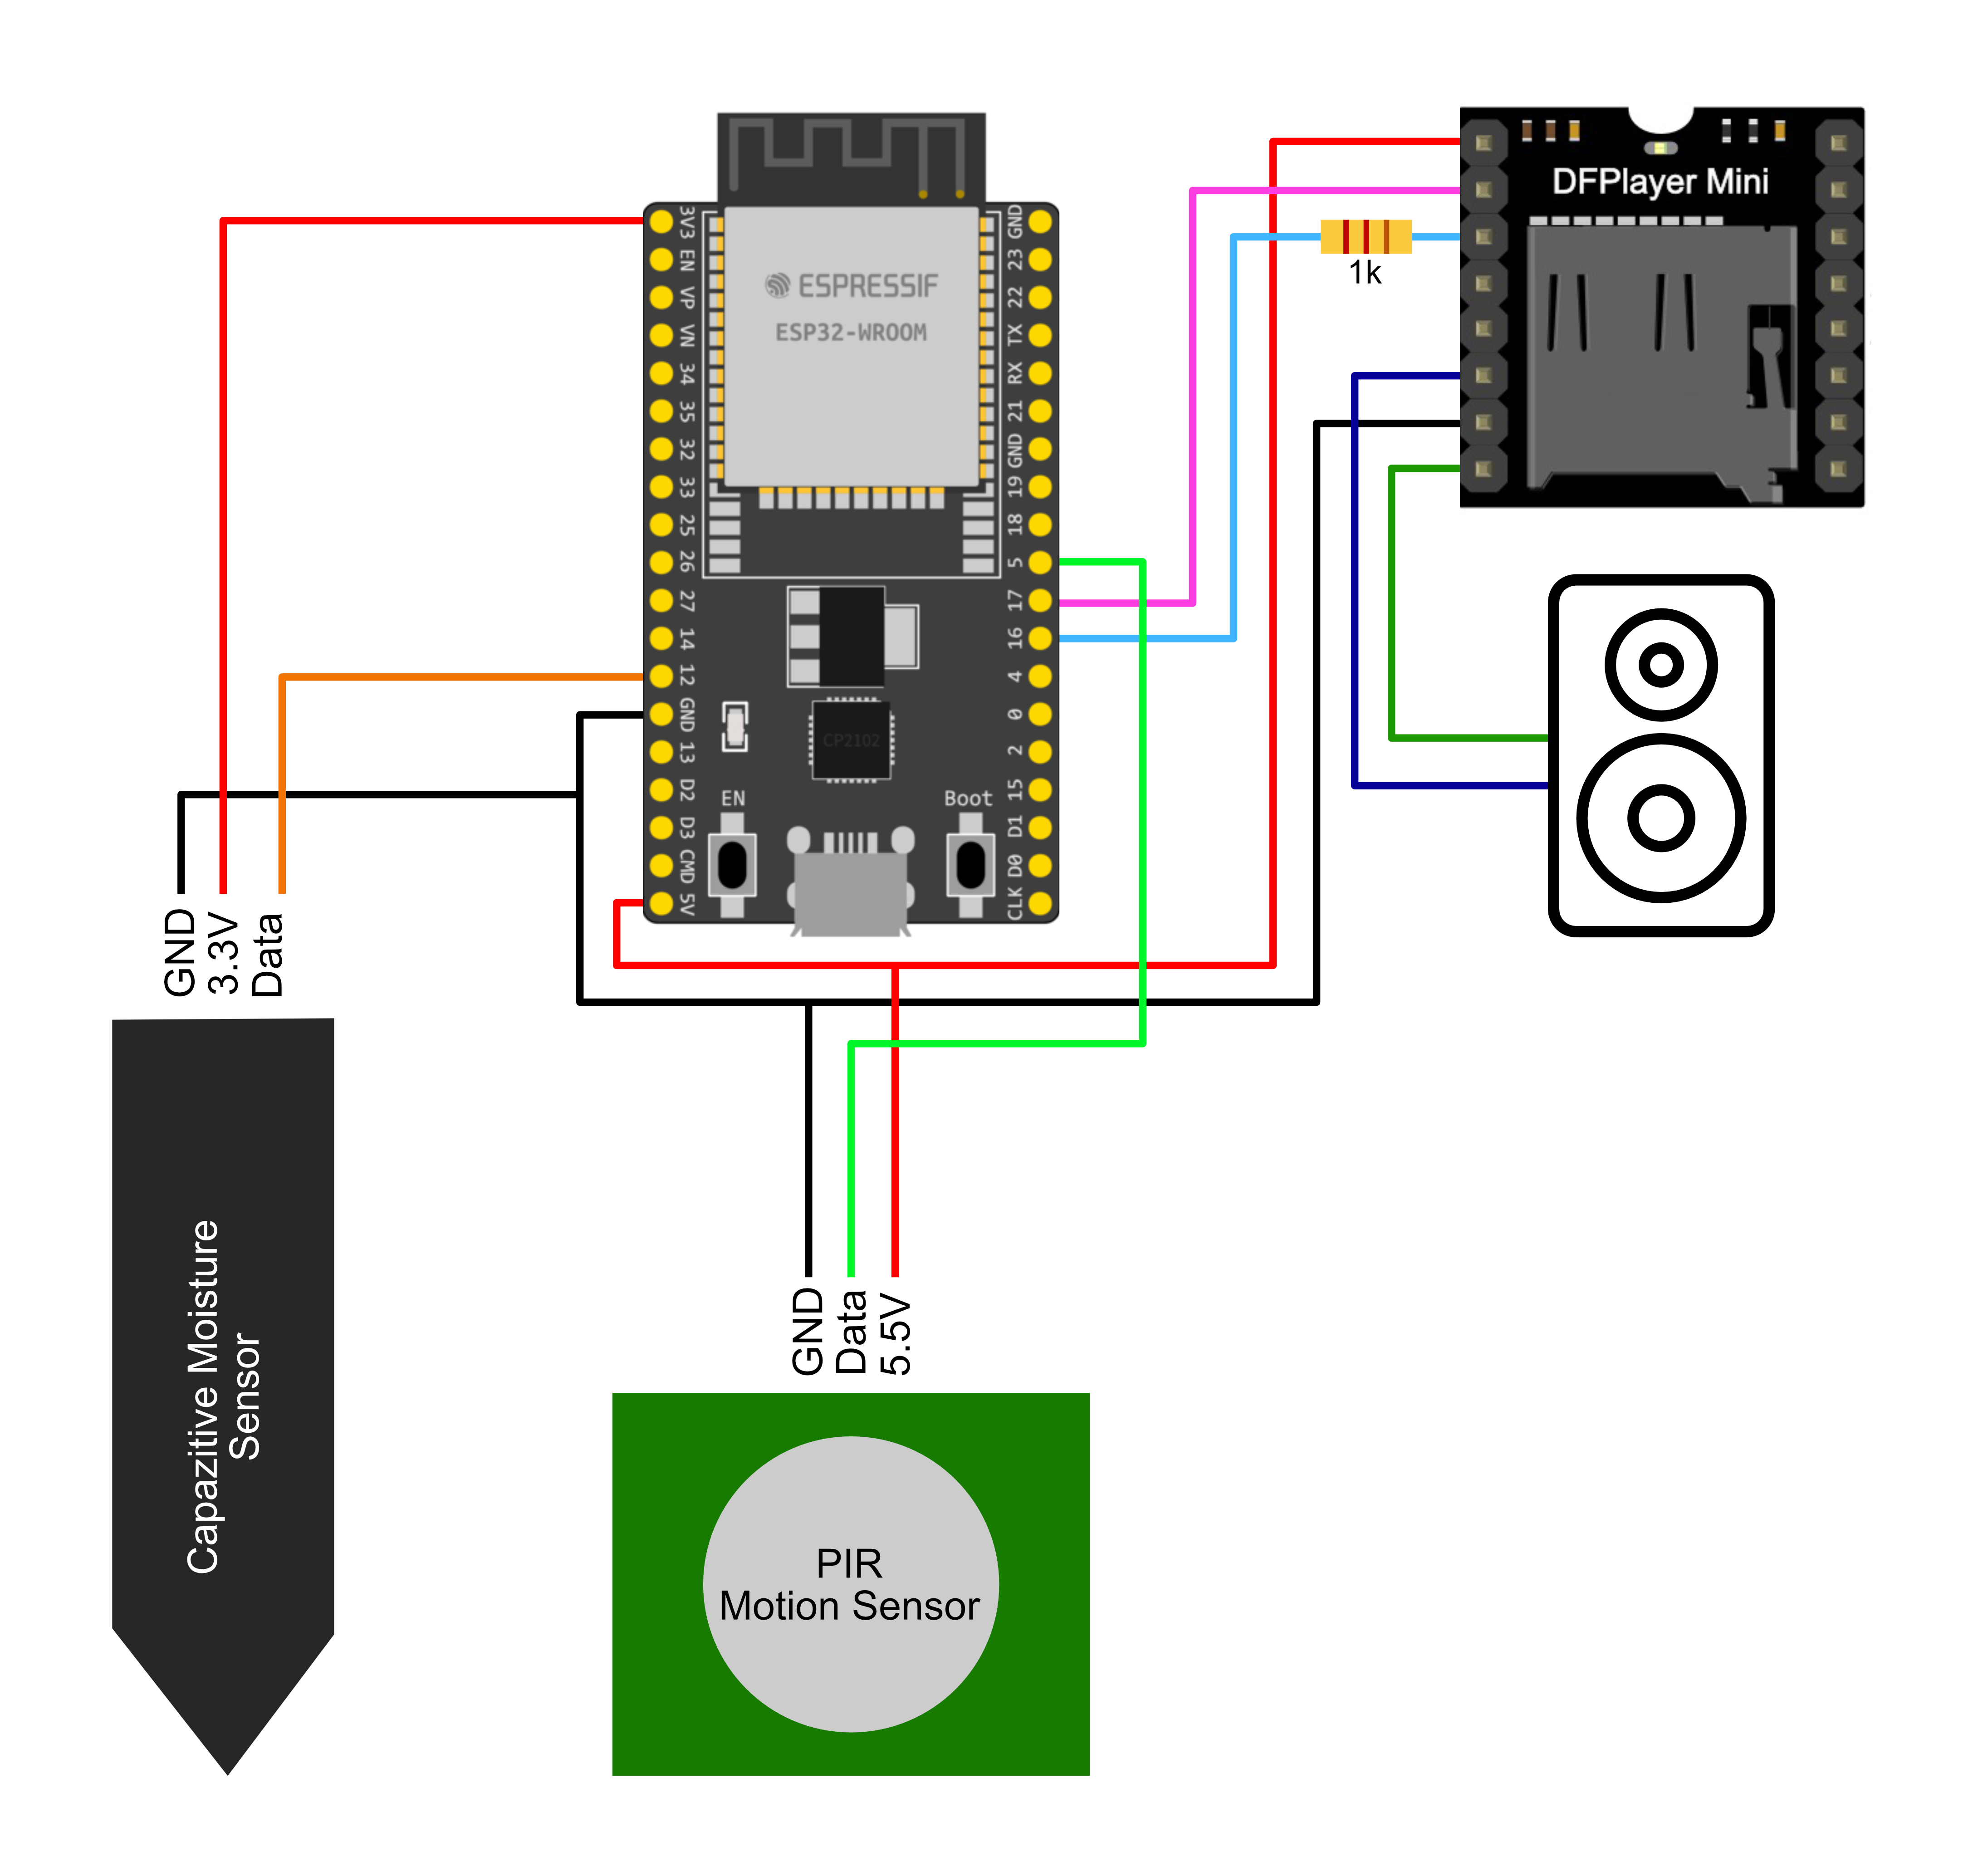 DFPlayer Mini
1k
ESPRESSIF
ESP32-WROOM
3V3
EN
VP
VN
34
35
32
33
25
26
27
14
12
GND
13
D2
D3
CMD
5V
GND
23
22
TX
RX
21
GND
19
18
5
17
16
4
0
2
15
D1
D0
CLK
CP2102
EN
Boot
GND
3.3V
Data
Capazitive Moisture
Sensor
GND
Data
5.5V
PIR
Motion Sensor